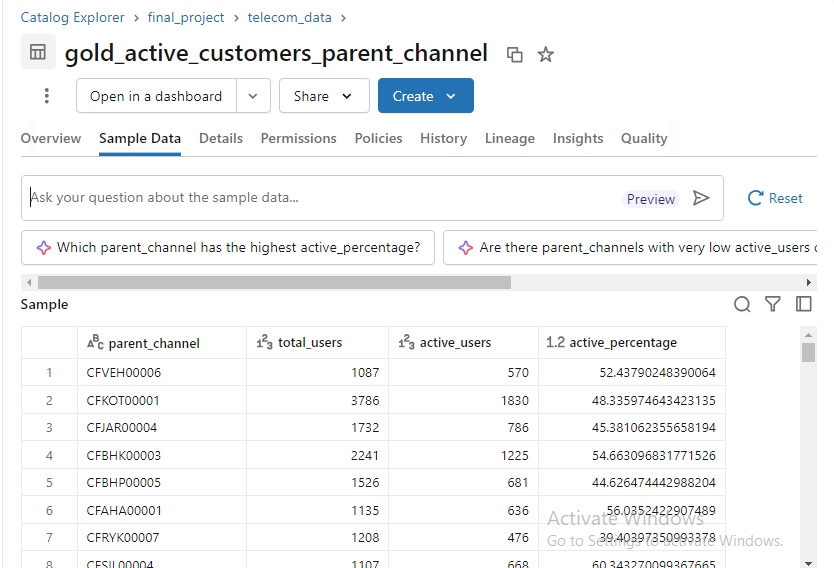 Catalog Explorer > final_project > telecom_data >
gold_active_customers_parent_channel
Open in a dashboard Share Create
Overview Sample Data Details Permissions Policies History Lineage Insights Quality
Ask your question about the sample data... Preview Reset
Which parent_channel has the highest active_percentage? Are there parent_channels with very low active_users
Sample
parent_channel total_users active_users 1.2 active_percentage
1 CFVEH00006 1087 570 52.43790248390064
2 CFKOT00001 3786 1830 48.335974643423135
3 CFJAR00004 1732 786 45.381062355658194
4 CFBHK00003 2241 1225 54.663096831771526
5 CFBHP00005 1526 681 44.626474442988204
6 CFAHA00001 1135 636 56.0352422907489
7 CFRYK00007 1208 476 39.40397350993378
8 CFSIL00004 1107 668 60.343270099367665
Activate Windows
Go to Settings to activate Windows.